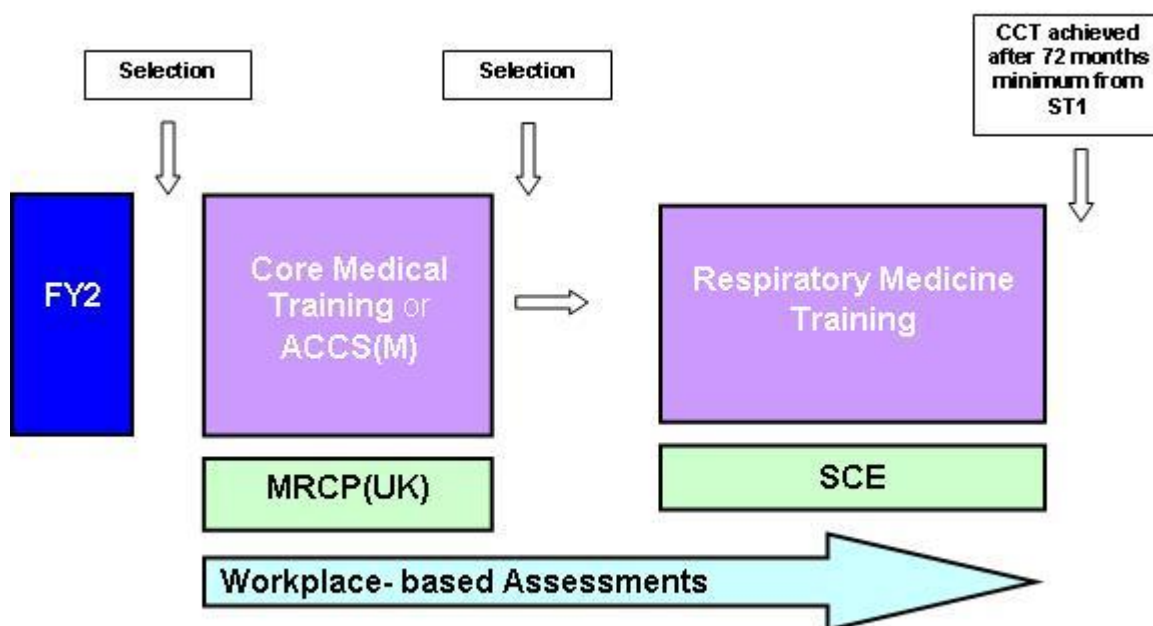 Selection
Selection
CCT achieved
after 72 months
minimum from
ST1
FY2
Core Medical
Training or
ACCS(M)
Respiratory Medicine
Training
MRCP(UK)
SCE
Workplace- based Assessments